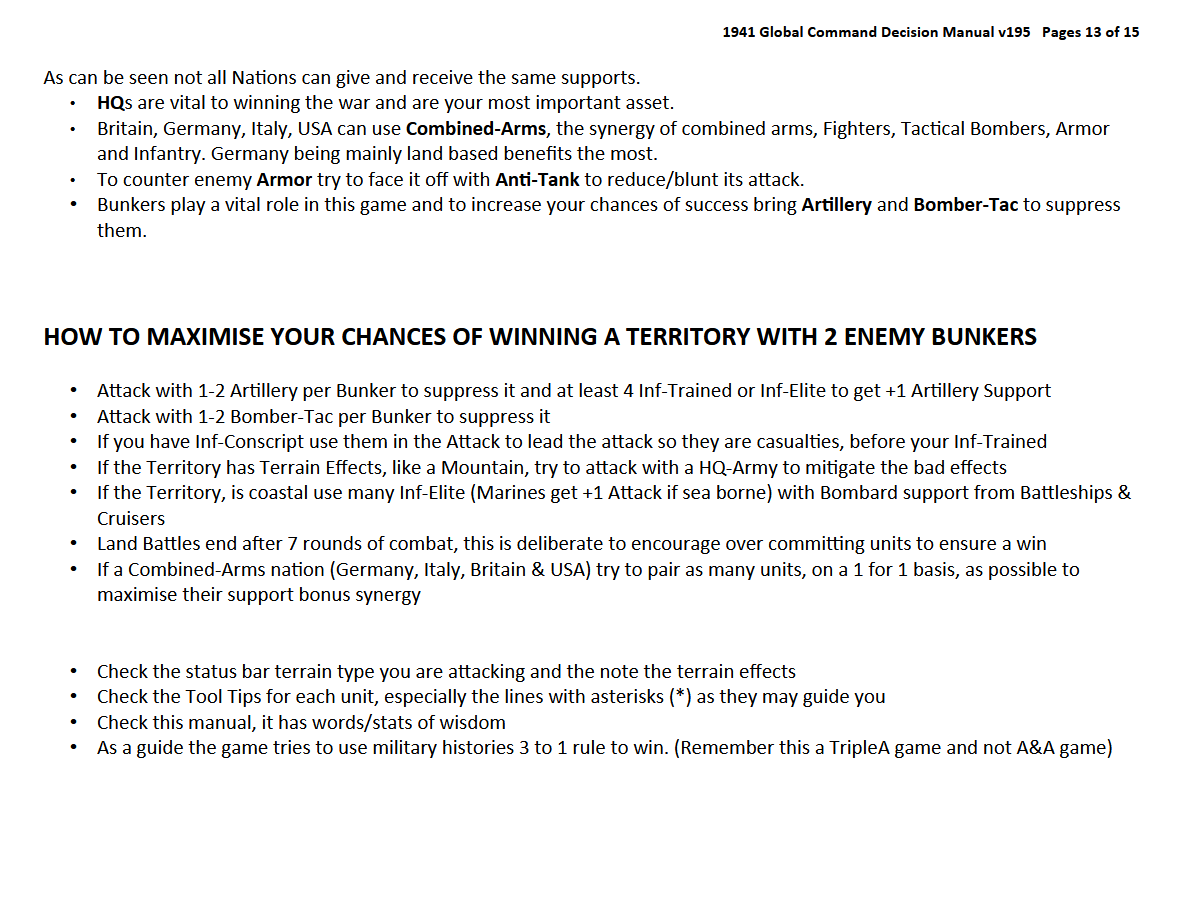 1941 Global Command Decision Manual v195   Pages 13 of 15
As can be seen not all Nations can give and receive the same supports.
• HQs are vital to winning the war and are your most important asset.
• Britain, Germany, Italy, USA can use Combined-Arms, the synergy of combined arms, Fighters, Tactical Bombers, Armor
and Infantry. Germany being mainly land based benefits the most.
• To counter enemy Armor try to face it off with Anti-Tank to reduce/blunt its attack.
• Bunkers play a vital role in this game and to increase your chances of success bring Artillery and Bomber-Tac to suppress
them.
HOW TO MAXIMISE YOUR CHANCES OF WINNING A TERRITORY WITH 2 ENEMY BUNKERS
• Attack with 1-2 Artillery per Bunker to suppress it and at least 4 Inf-Trained or Inf-Elite to get +1 Artillery Support
• Attack with 1-2 Bomber-Tac per Bunker to suppress it
• If you have Inf-Conscript use them in the Attack to lead the attack so they are casualties, before your Inf-Trained
• If the Territory has Terrain Effects, like a Mountain, try to attack with a HQ-Army to mitigate the bad effects
• If the Territory, is coastal use many Inf-Elite (Marines get +1 Attack if sea borne) with Bombard support from Battleships &
Cruisers
• Land Battles end after 7 rounds of combat, this is deliberate to encourage over committing units to ensure a win
• If a Combined-Arms nation (Germany, Italy, Britain & USA) try to pair as many units, on a 1 for 1 basis, as possible to
maximise their support bonus synergy
• Check the status bar terrain type you are attacking and the note the terrain effects
• Check the Tool Tips for each unit, especially the lines with asterisks (*) as they may guide you
• Check this manual, it has words/stats of wisdom
• As a guide the game tries to use military histories 3 to 1 rule to win. (Remember this a TripleA game and not A&A game)